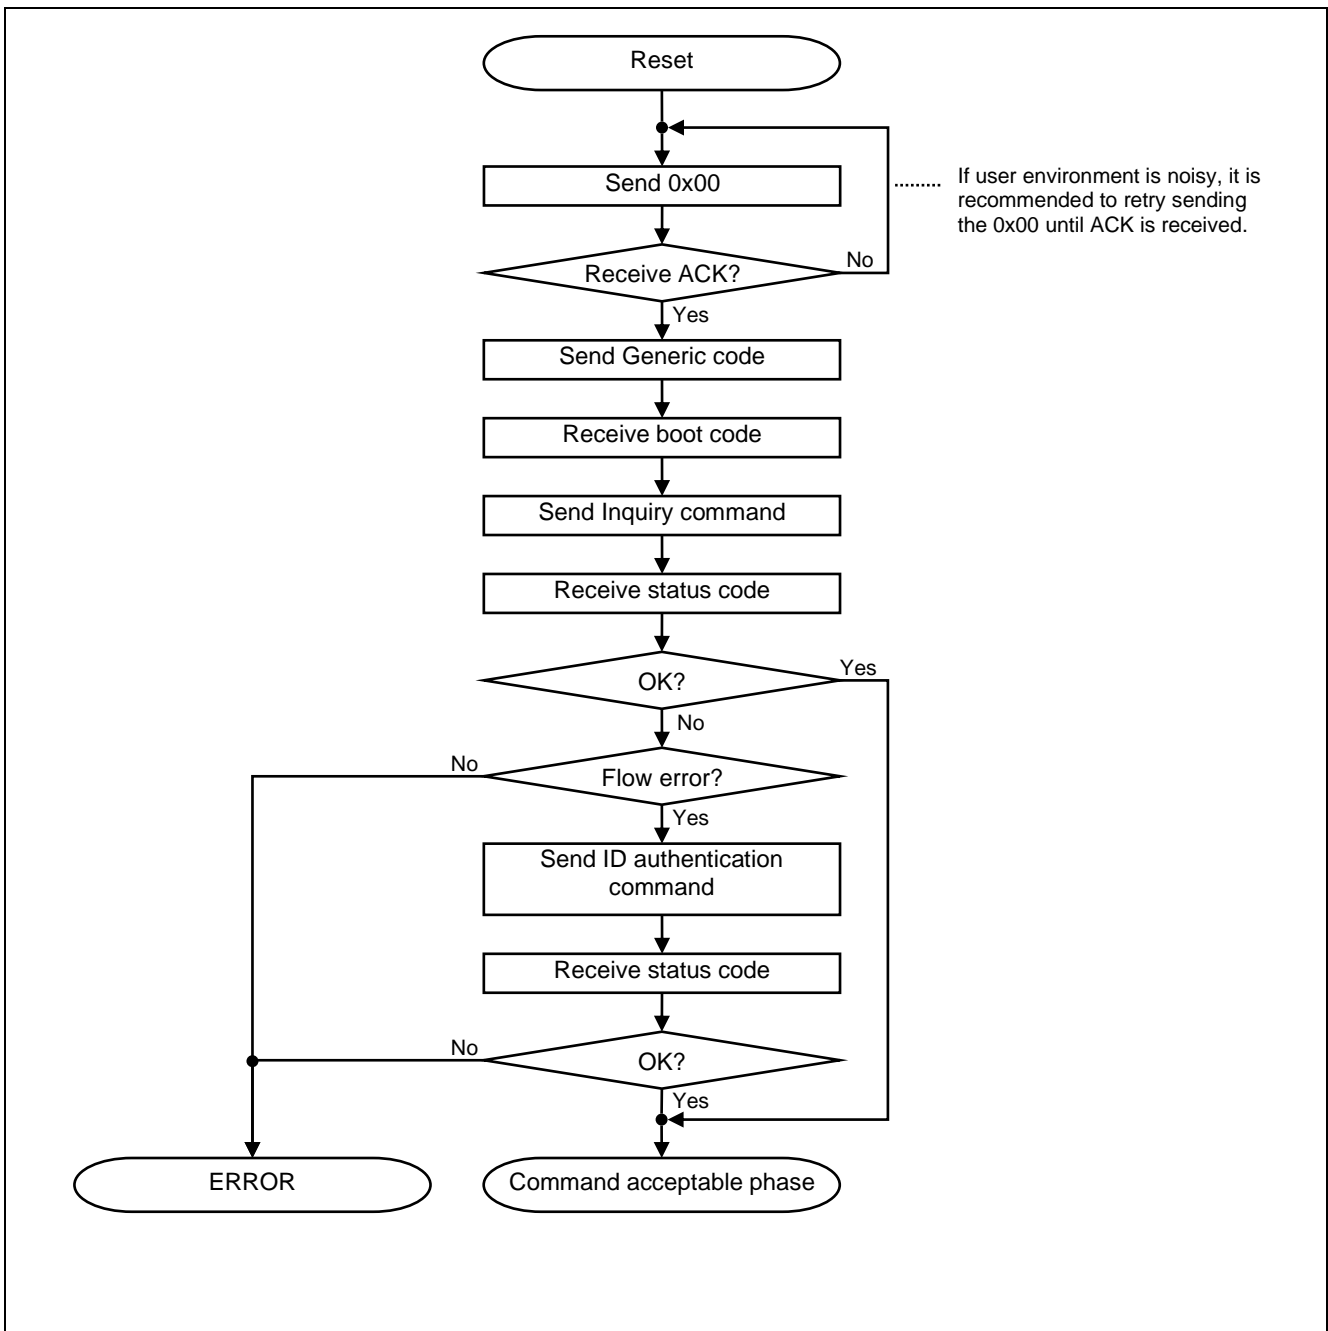 Reset
Send 0x00
If user environment is noisy, it is
recommended to retry sending
the 0x00 until ACK is received.
Receive ACK?
No
Yes
Send Generic code
Receive boot code
Send Inquiry command
Receive status code
OK?
Yes
No
Flow error?
No
Yes
Send ID authentication
command
Receive status code
OK?
No
Yes
ERROR
Command acceptable phase